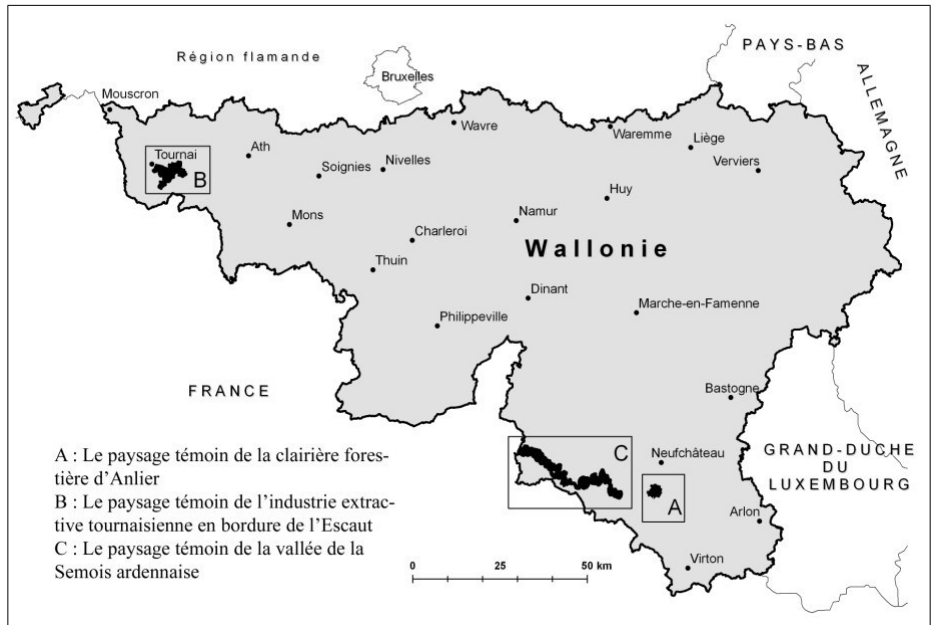 PAYS-BAS
Région flamande
ALLEMAGNE
Bruxelles
Mouscron
Wavre
Waremme
Liège
Tournai
Ath
Verviers
B
Soignies
Nivelles
Huy
Mons
Namur
Charleroi
Wallonie
Thuin
Dinant
Marche-en-Famenne
Philippeville
FRANCE
Bastogne
GRAND-DUCHE
DU
LUXEMBOURG
C
Neufchâteau
A
Arlon
Virton
A : Le paysage témoin de la clairière fores-
tière d'Anlier
B : Le paysage témoin de l'industrie extrac-
tive tournaisienne en bordure de l'Escaut
C : Le paysage témoin de la vallée de la
Semois ardennaise
0 25 50 km